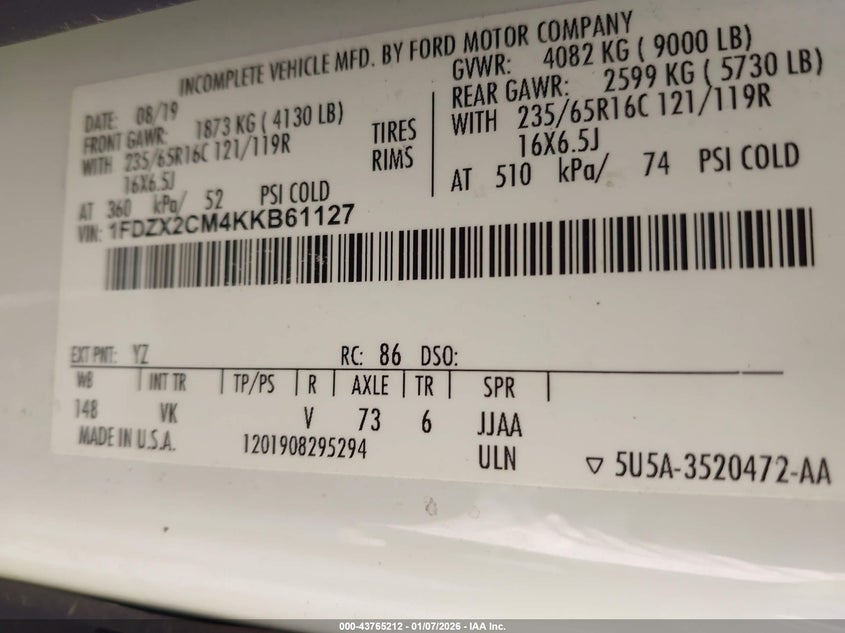 INCOMPLETE VEHICLE MFD. BY FORD MOTOR COMPANY
DATE: 08/19
FRONT GAWR: 1873 KG ( 4130 LB)
WITH 235/65R16C 121/119R
16X6.5J
AT 360 kPa/ 52 PSI COLD
TIRES
RIMS
GVWR: 4082 KG ( 9000 LB)
REAR GAWR: 2599 KG ( 5730 LB)
WITH 235/65R16C 121/119R
16X6.5J
AT 510 kPa/ 74 PSI COLD
VIN: 1FDZX2CM4KKB61127
EXT PNT: YZ RC: 86 DSO:
WB INT TR TP/PS R AXLE TR SPR
148 VK V 73 6 JJAA
MADE IN U.S.A. 1201908295294 ULN ▽ 5U5A-3520472-AA
000-43765212 - 01/07/2026 - IAA Inc.